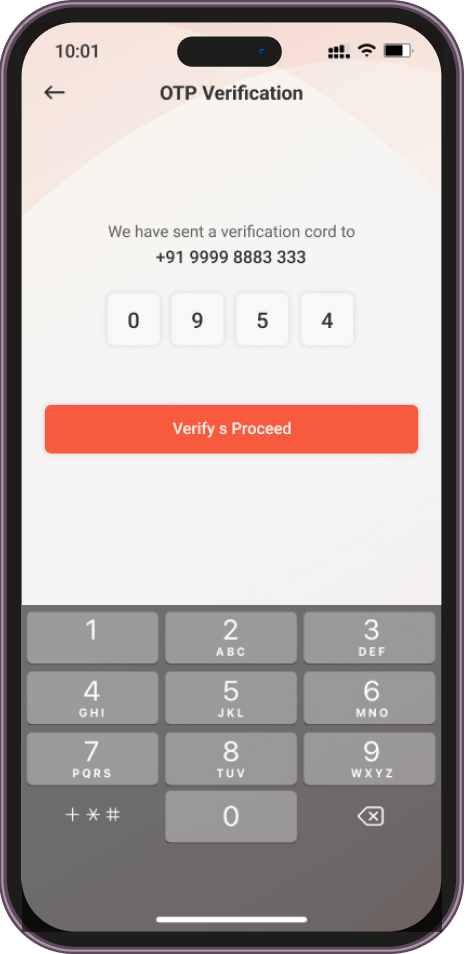 10:01
OTP Verification
We have sent a verification cord to
+91 9999 8883 333
0 9 5 4
Verify s Proceed
1 2 3
ABC DEF
4 5 6
GHI JKL MNO
7 8 9
PQRS TUV WXYZ
+*# 0